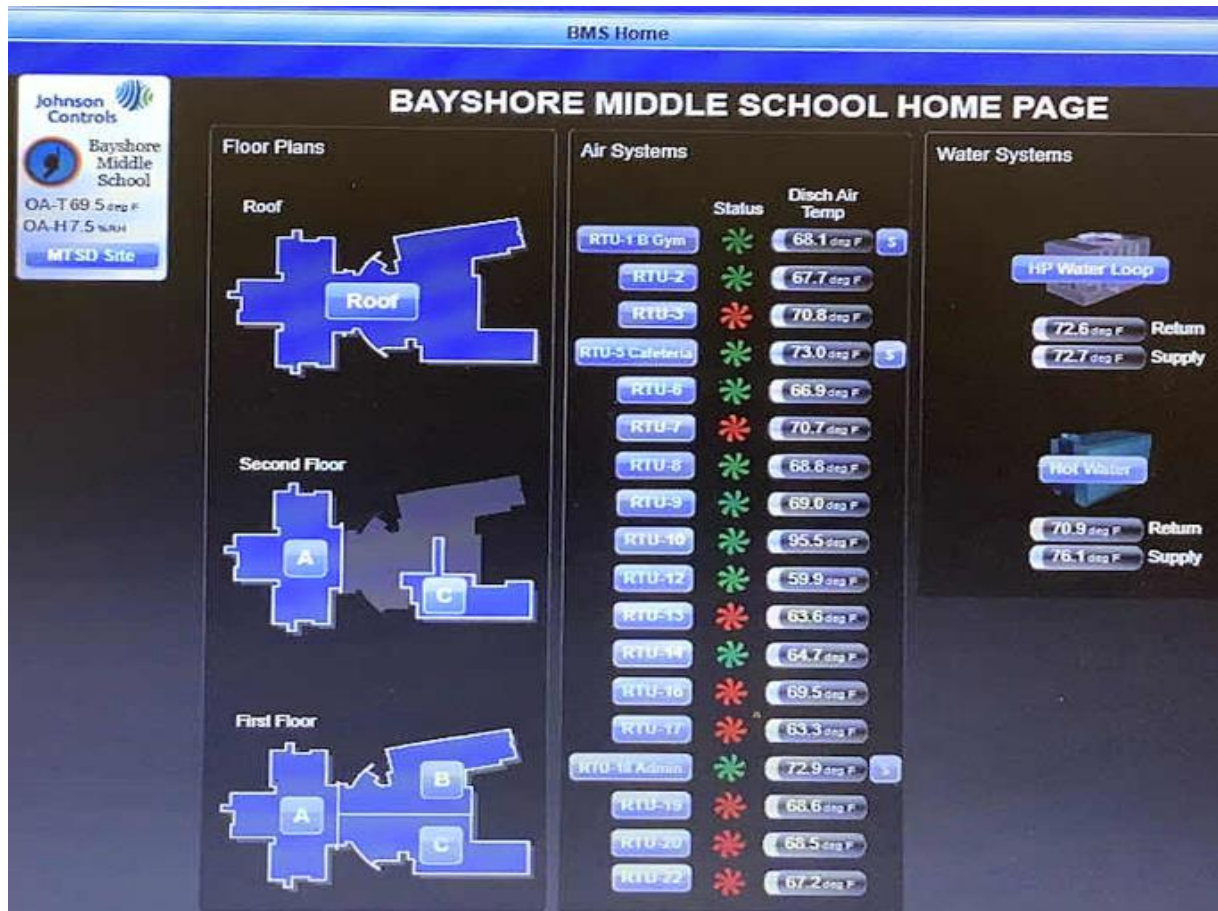 BMS Home
Johnson
Controls
Bayshore
Middle
School
OA-T 69.5 deg F
OA-H 7.5 %RH
MTSD Site
BAYSHORE MIDDLE SCHOOL HOME PAGE
Floor Plans
Roof
Roof
Second Floor
A
C
First Floor
A
B
C
Air Systems
Status
Disch Air
Temp
RTU-1 B Gym 68.1 deg F S
RTU-2 67.7 deg F
RTU-3 70.8 deg F
RTU-5 Cafeteria 73.0 deg F S
RTU-6 66.9 deg F
RTU-7 70.7 deg F
RTU-8 68.8 deg F
RTU-9 69.0 deg F
RTU-10 95.5 deg F
RTU-12 59.9 deg F
RTU-13 63.6 deg F
RTU-14 64.7 deg F
RTU-16 69.5 deg F
RTU-17 63.3 deg F
RTU-18 Admin 72.9 deg F S
RTU-19 68.6 deg F
RTU-20 68.5 deg F
RTU-22 67.2 deg F
Water Systems
HP Water Loop
72.6 deg F Return
72.7 deg F Supply
Hot Water
70.9 deg F Return
76.1 deg F Supply